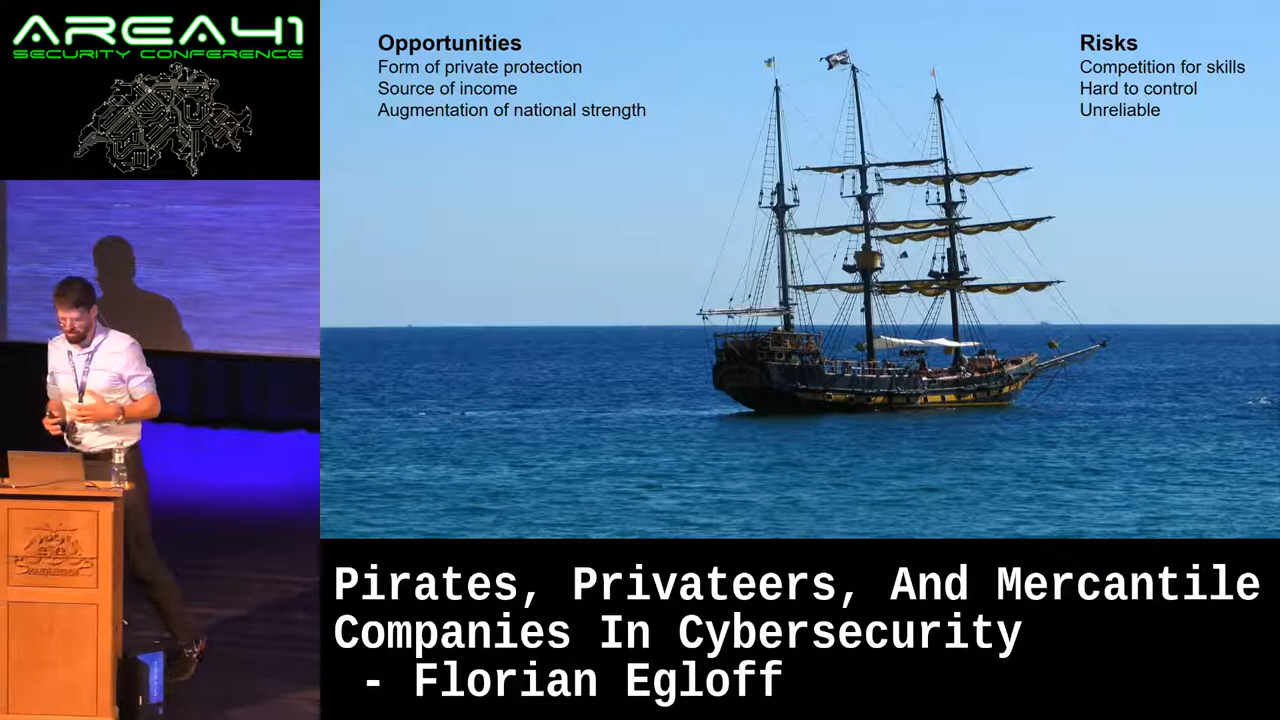 AREA41
SECURITY CONFERENCE
Opportunities
Form of private protection
Source of income
Augmentation of national strength
Risks
Competition for skills
Hard to control
Unreliable
Pirates, Privateers, And Mercantile
Companies In Cybersecurity
- Florian Egloff